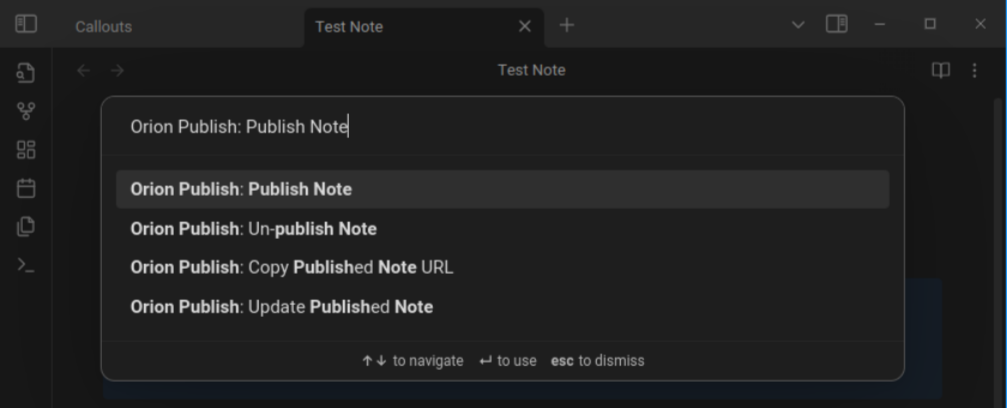 Callouts
Test Note
Test Note
Orion Publish: Publish Note
Orion Publish: Publish Note
Orion Publish: Un-publish Note
Orion Publish: Copy Published Note URL
Orion Publish: Update Published Note
↑↓ to navigate ↵ to use esc to dismiss